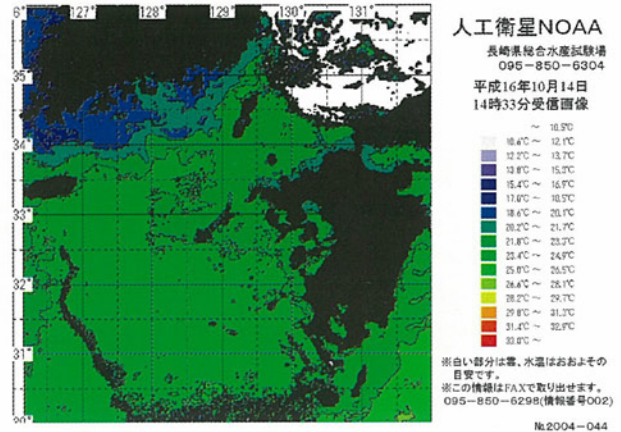 6°
127°
128°
129°
130°
131°
35°
34°
33°
32°
31°
30°
人工衛星NOAA
長崎県総合水産試験場
095-850-6304
平成16年10月14日
14時33分受信画像
～ 10.5℃
10.6℃ ～ 12.1℃
12.2℃ ～ 13.7℃
13.8℃ ～ 15.3℃
15.4℃ ～ 16.9℃
17.0℃ ～ 18.5℃
18.6℃ ～ 20.1℃
20.2℃ ～ 21.7℃
21.8℃ ～ 23.3℃
23.4℃ ～ 24.9℃
25.0℃ ～ 26.5℃
26.6℃ ～ 28.1℃
28.2℃ ～ 29.7℃
29.8℃ ～ 31.3℃
31.4℃ ～ 32.9℃
33.0℃ ～
※白い部分は雲、水温はおおよその
目安です。
※この情報はFAXで取り出せます。
095-850-6298(情報番号002)
№2004-044